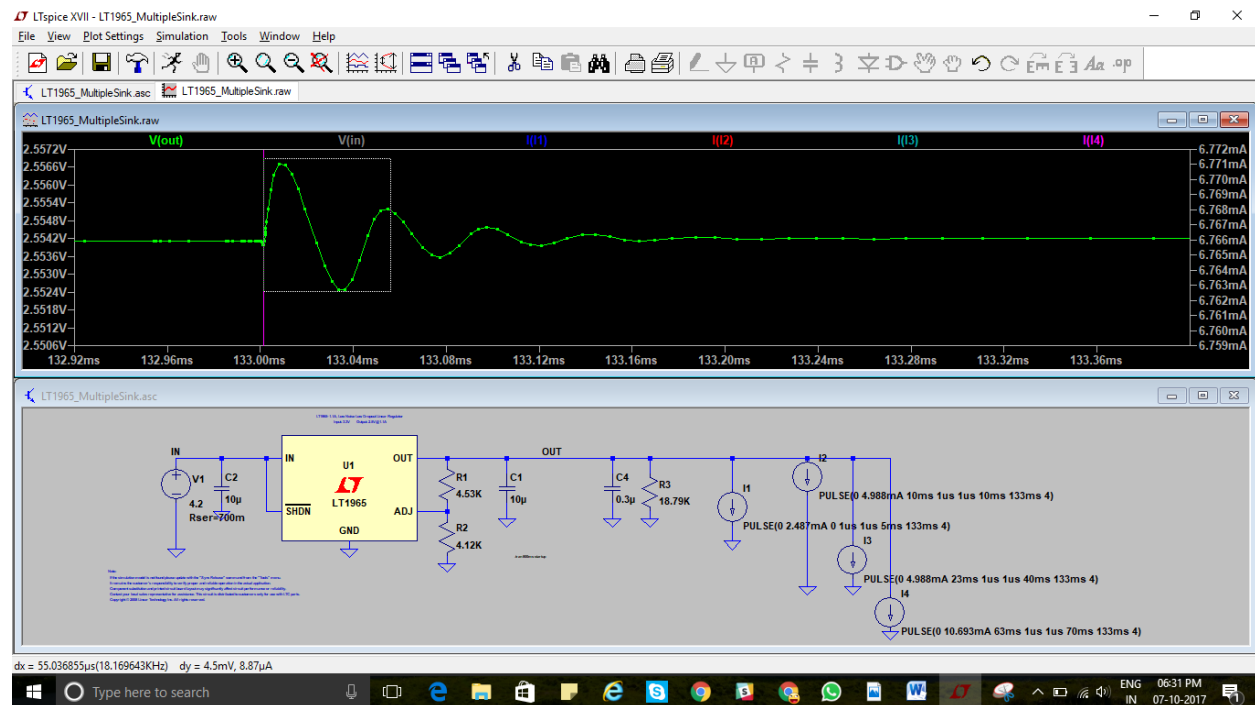 LTspice XVII - LT1965_MultipleSink.raw
File View Plot Settings Simulation Tools Window Help
LT1965_MultipleSink.asc LT1965_MultipleSink.raw
LT1965_MultipleSink.raw
V(out) V(in) I(I1) I(I2) I(I3) I(I4)
2.5572V 6.772mA
2.5566V 6.771mA
2.5560V 6.770mA
2.5554V 6.769mA
2.5548V 6.768mA
2.5542V 6.767mA
2.5536V 6.766mA
2.5530V 6.765mA
2.5524V 6.764mA
2.5518V 6.763mA
2.5512V 6.762mA
2.5506V 6.761mA
6.760mA
6.759mA
132.92ms 132.96ms 133.00ms 133.04ms 133.08ms 133.12ms 133.16ms 133.20ms 133.24ms 133.28ms 133.32ms 133.36ms
LT1965_MultipleSink.asc
IN
V1
4.2
Rser=700m
C2
10µ
IN
OUT
U1
LT1965
SHDN
ADJ
GND
R1
4.53K
R2
4.12K
OUT
C1
10µ
C4
0.3µ
R3
18.79K
I1
PULSE(0 2.487mA 0 1us 1us 5ms 133ms 4)
I2
PULSE(0 4.988mA 10ms 1us 1us 10ms 133ms 4)
I3
PULSE(0 4.988mA 23ms 1us 1us 40ms 133ms 4)
I4
PULSE(0 10.693mA 63ms 1us 1us 70ms 133ms 4)
dx = 55.036855µs(18.169643KHz) dy = 4.5mV, 8.87µA
Type here to search
ENG
IN
06:31 PM
07-10-2017